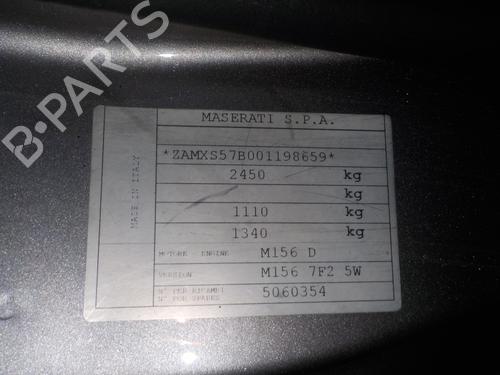 B-PARTS
MASERATI S.P.A.
*ZAMXS57B001198659*
2450 kg
kg
1110 kg
1340 kg
MOTORE - ENGINE M156 D
VERSION M156 7F2 5W
N° PER RICAMBI
N° FOR SPARES 5060354
MADE IN ITALY